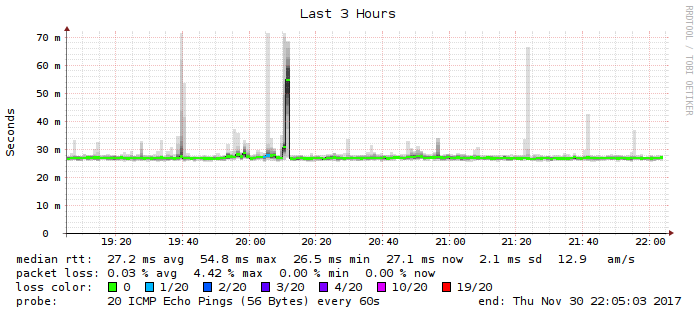 Last 3 Hours
RRDTOOL / TOBI OETIKER
Seconds
70 m
60 m
50 m
40 m
30 m
20 m
10 m
0
19:20 19:40 20:00 20:20 20:40 21:00 21:20 21:40 22:00
median rtt: 27.2 ms avg 54.8 ms max 26.5 ms min 27.1 ms now 2.1 ms sd 12.9 am/s
packet loss: 0.03 % avg 4.42 % max 0.00 % min 0.00 % now
loss color: 0 1/20 2/20 3/20 4/20 10/20 19/20
probe: 20 ICMP Echo Pings (56 Bytes) every 60s end: Thu Nov 30 22:05:03 2017